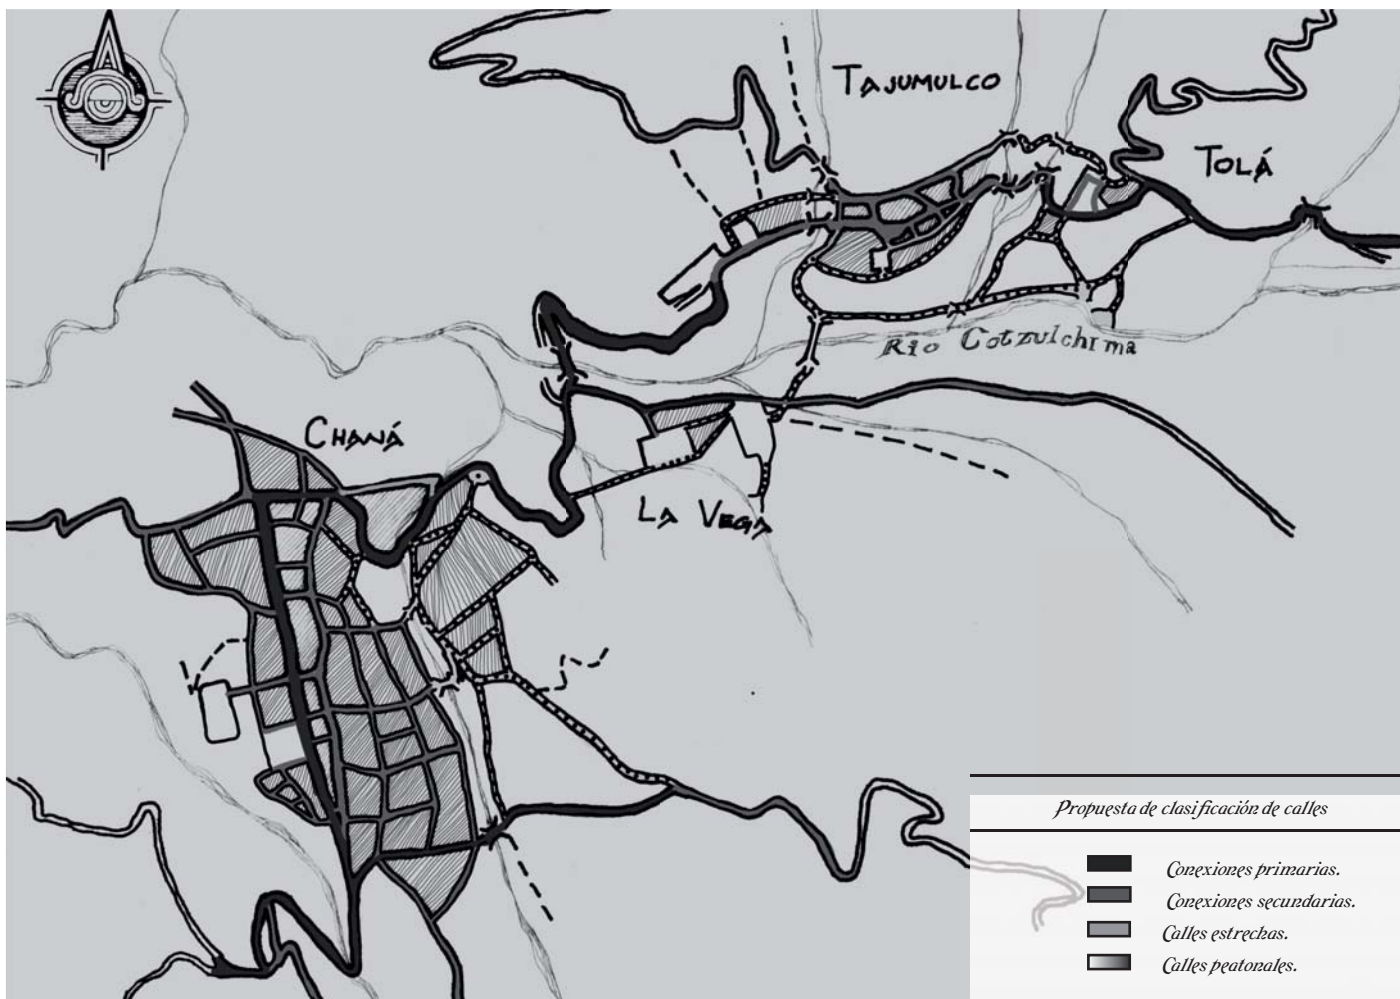 TAJUMULCO
TOLÁ
Rio Cotzulchima
CHANÁ
LA VEGA
Propuesta de clasificación de calles
Conexiones primarias.
Conexiones secundarias.
Calles estrechas.
Calles peatonales.